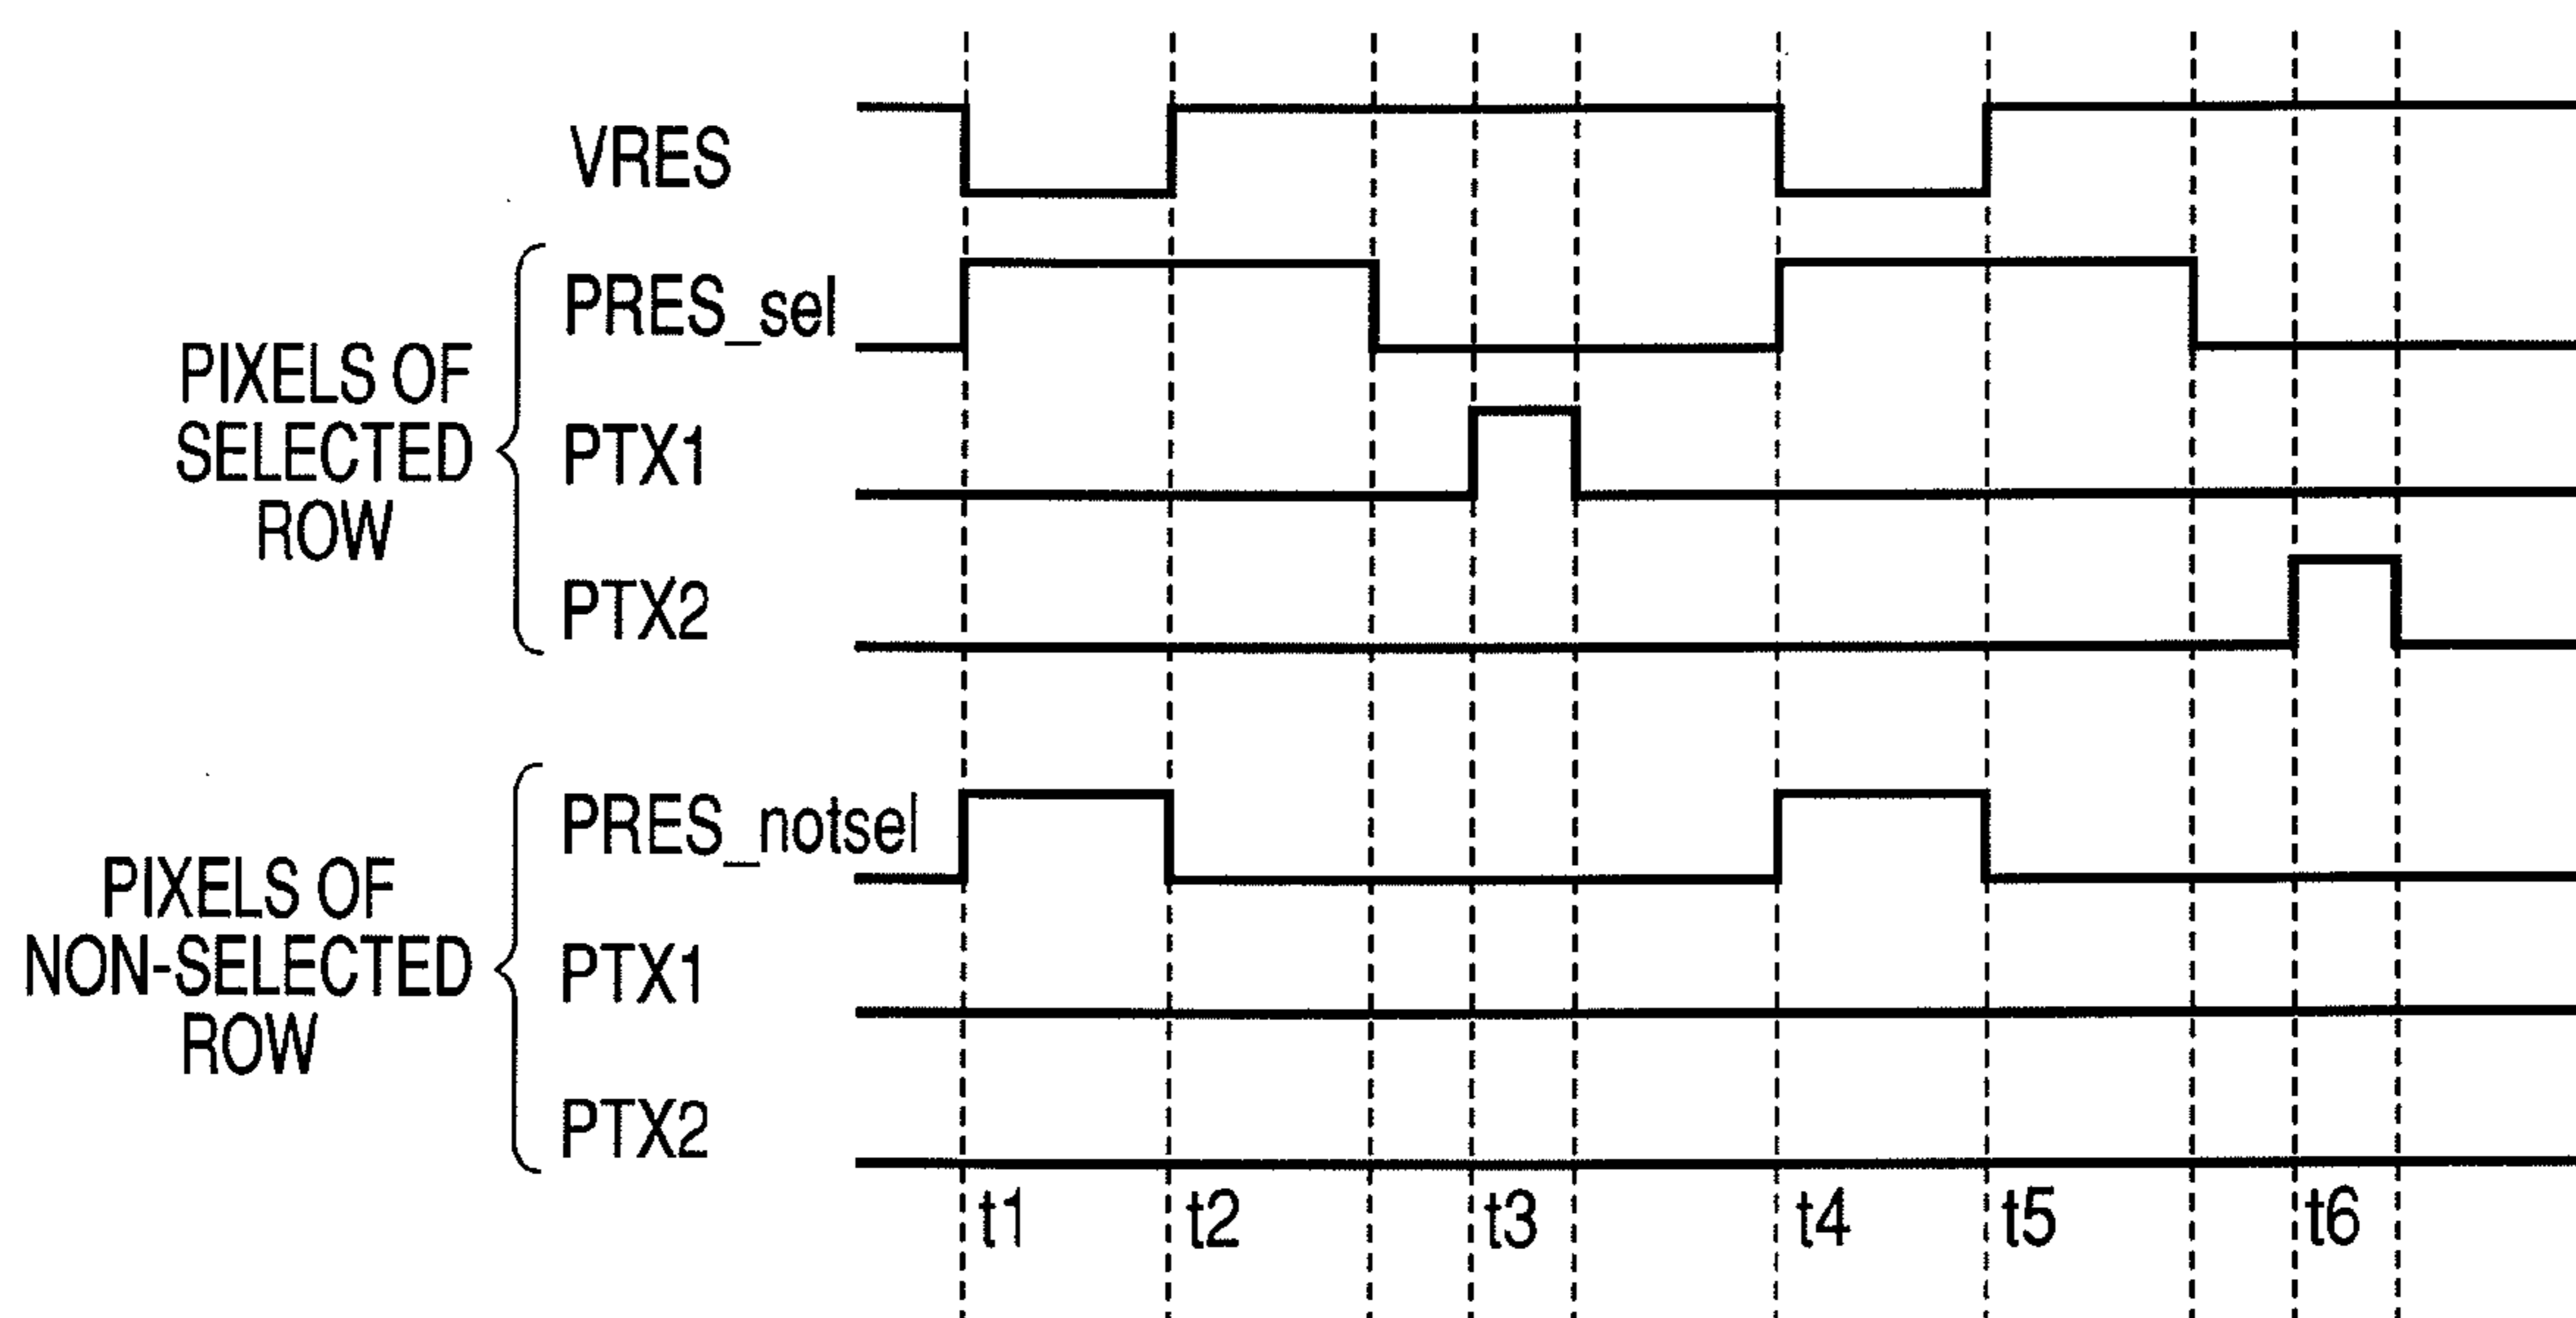 VRES
PIXELS OF
SELECTED
ROW
PRES_sel
PTX1
PTX2
PIXELS OF
NON-SELECTED
ROW
PRES_notsel
PTX1
PTX2
t1 t2 t3 t4 t5 t6